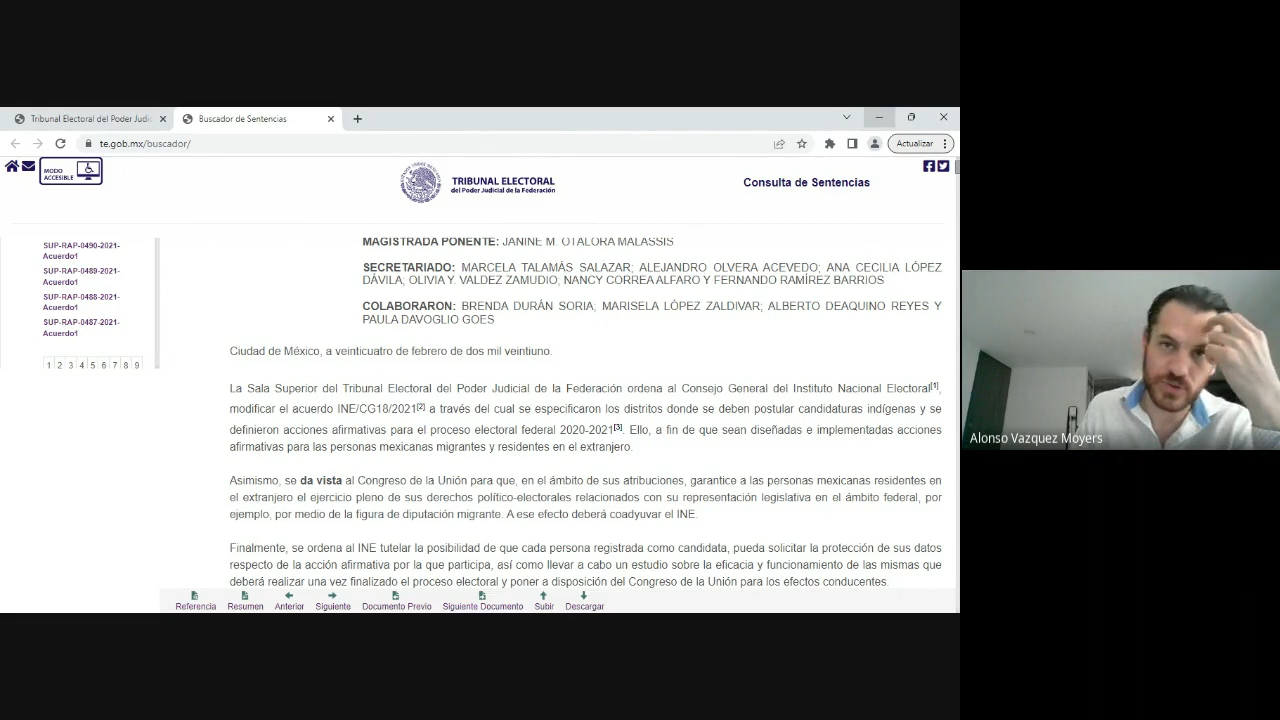 Tribunal Electoral del Poder Judic
Buscador de Sentencias
te.gob.mx/buscador/
Actualizar
MODO
ACCESIBLE
TRIBUNAL ELECTORAL
del Poder Judicial de la Federación
Consulta de Sentencias
SUP-RAP-0490-2021-
Acuerdo1
SUP-RAP-0489-2021-
Acuerdo1
SUP-RAP-0488-2021-
Acuerdo1
SUP-RAP-0487-2021-
Acuerdo1
1 2 3 4 5 6 7 8 9
MAGISTRADA PONENTE: JANINE M. OTÁLORA MALASSIS
SECRETARIADO: MARCELA TALAMÁS SALAZAR; ALEJANDRO OLVERA ACEVEDO; ANA CECILIA LÓPEZ
DÁVILA; OLIVIA Y. VALDEZ ZAMUDIO; NANCY CORREA ALFARO Y FERNANDO RAMÍREZ BARRIOS
COLABORARON: BRENDA DURÁN SORIA; MARISELA LÓPEZ ZALDIVAR; ALBERTO DEAQUINO REYES Y
PAULA DAVOGLIO GOES
Ciudad de México, a veinticuatro de febrero de dos mil veintiuno.
La Sala Superior del Tribunal Electoral del Poder Judicial de la Federación ordena al Consejo General del Instituto Nacional Electoral[1],
modificar el acuerdo INE/CG18/2021[2] a través del cual se especificaron los distritos donde se deben postular candidaturas indígenas y se
definieron acciones afirmativas para el proceso electoral federal 2020-2021[3]. Ello, a fin de que sean diseñadas e implementadas acciones
afirmativas para las personas mexicanas migrantes y residentes en el extranjero.
Asimismo, se da vista al Congreso de la Unión para que, en el ámbito de sus atribuciones, garantice a las personas mexicanas residentes en
el extranjero el ejercicio pleno de sus derechos político-electorales relacionados con su representación legislativa en el ámbito federal, por
ejemplo, por medio de la figura de diputación migrante. A ese efecto deberá coadyuvar el INE.
Finalmente, se ordena al INE tutelar la posibilidad de que cada persona registrada como candidata, pueda solicitar la protección de sus datos
respecto de la acción afirmativa por la que participa, así como llevar a cabo un estudio sobre la eficacia y funcionamiento de las mismas que
deberá realizar una vez finalizado el proceso electoral y poner a disposición del Congreso de la Unión para los efectos conducentes.
Referencia Resumen Anterior Siguiente Documento Previo Siguiente Documento Subir Descargar
Alonso Vazquez Moyers